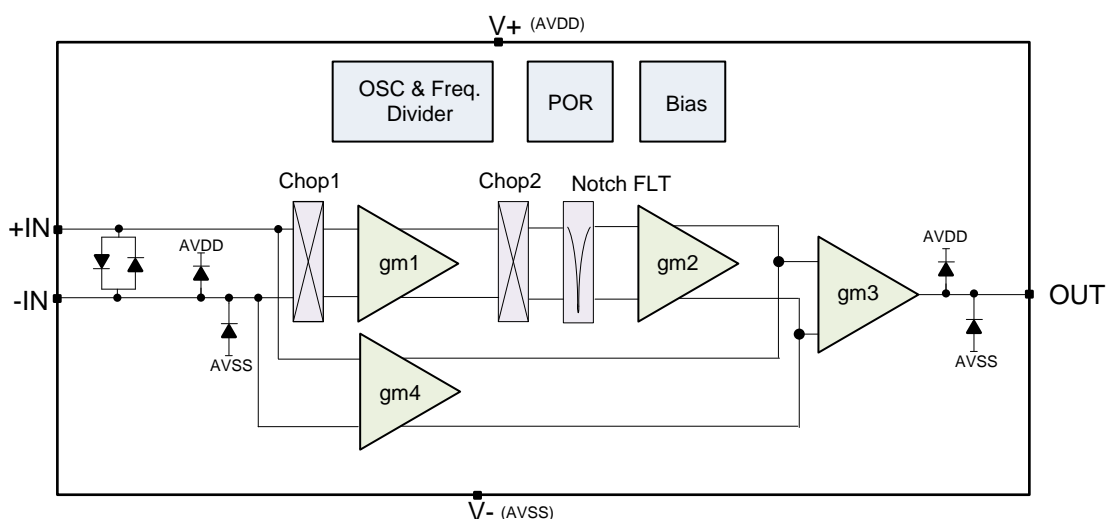 V+ (AVDD)
OSC & Freq.
Divider
POR
Bias
Chop1
Chop2
Notch FLT
+IN
AVDD
gm1
gm2
AVDD
-IN
gm3
OUT
AVSS
AVSS
gm4
V- (AVSS)